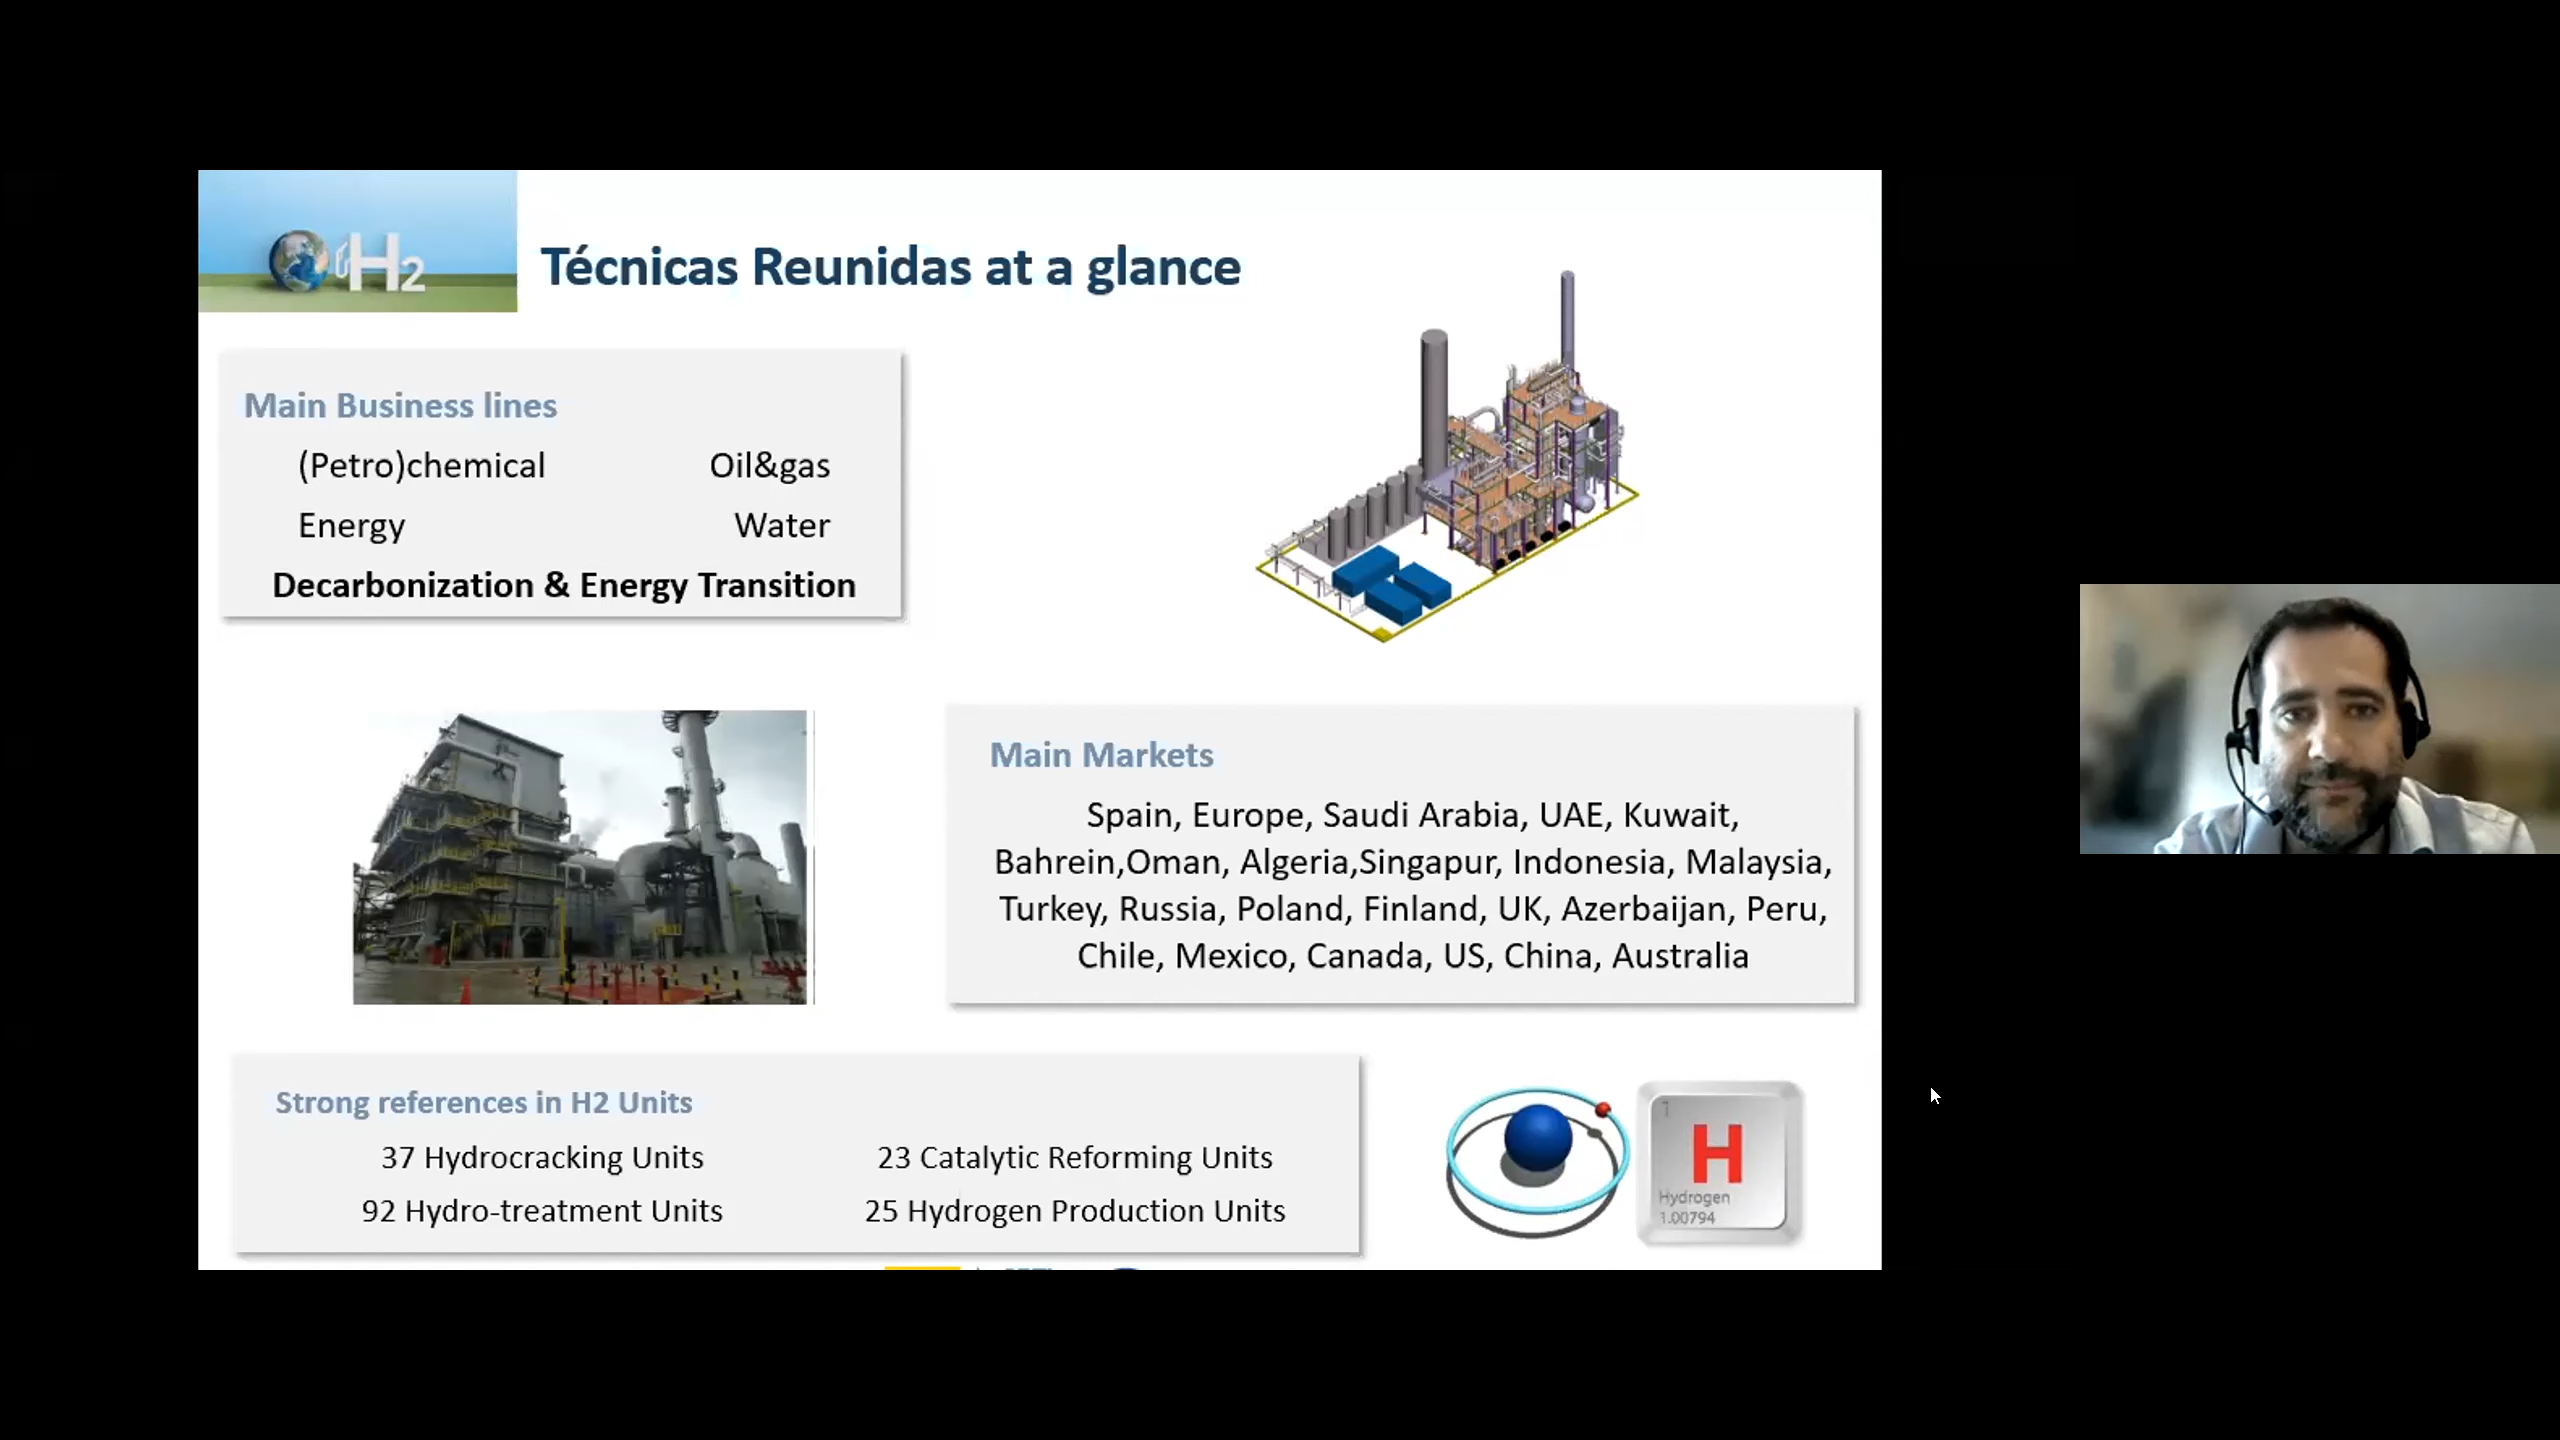 H2
Técnicas Reunidas at a glance
Main Business lines
(Petro)chemical Oil&gas
Energy Water
Decarbonization & Energy Transition
Main Markets
Spain, Europe, Saudi Arabia, UAE, Kuwait,
Bahrein,Oman, Algeria,Singapur, Indonesia, Malaysia,
Turkey, Russia, Poland, Finland, UK, Azerbaijan, Peru,
Chile, Mexico, Canada, US, China, Australia
Strong references in H2 Units
37 Hydrocracking Units 23 Catalytic Reforming Units
92 Hydro-treatment Units 25 Hydrogen Production Units
1
H
Hydrogen
1.00794